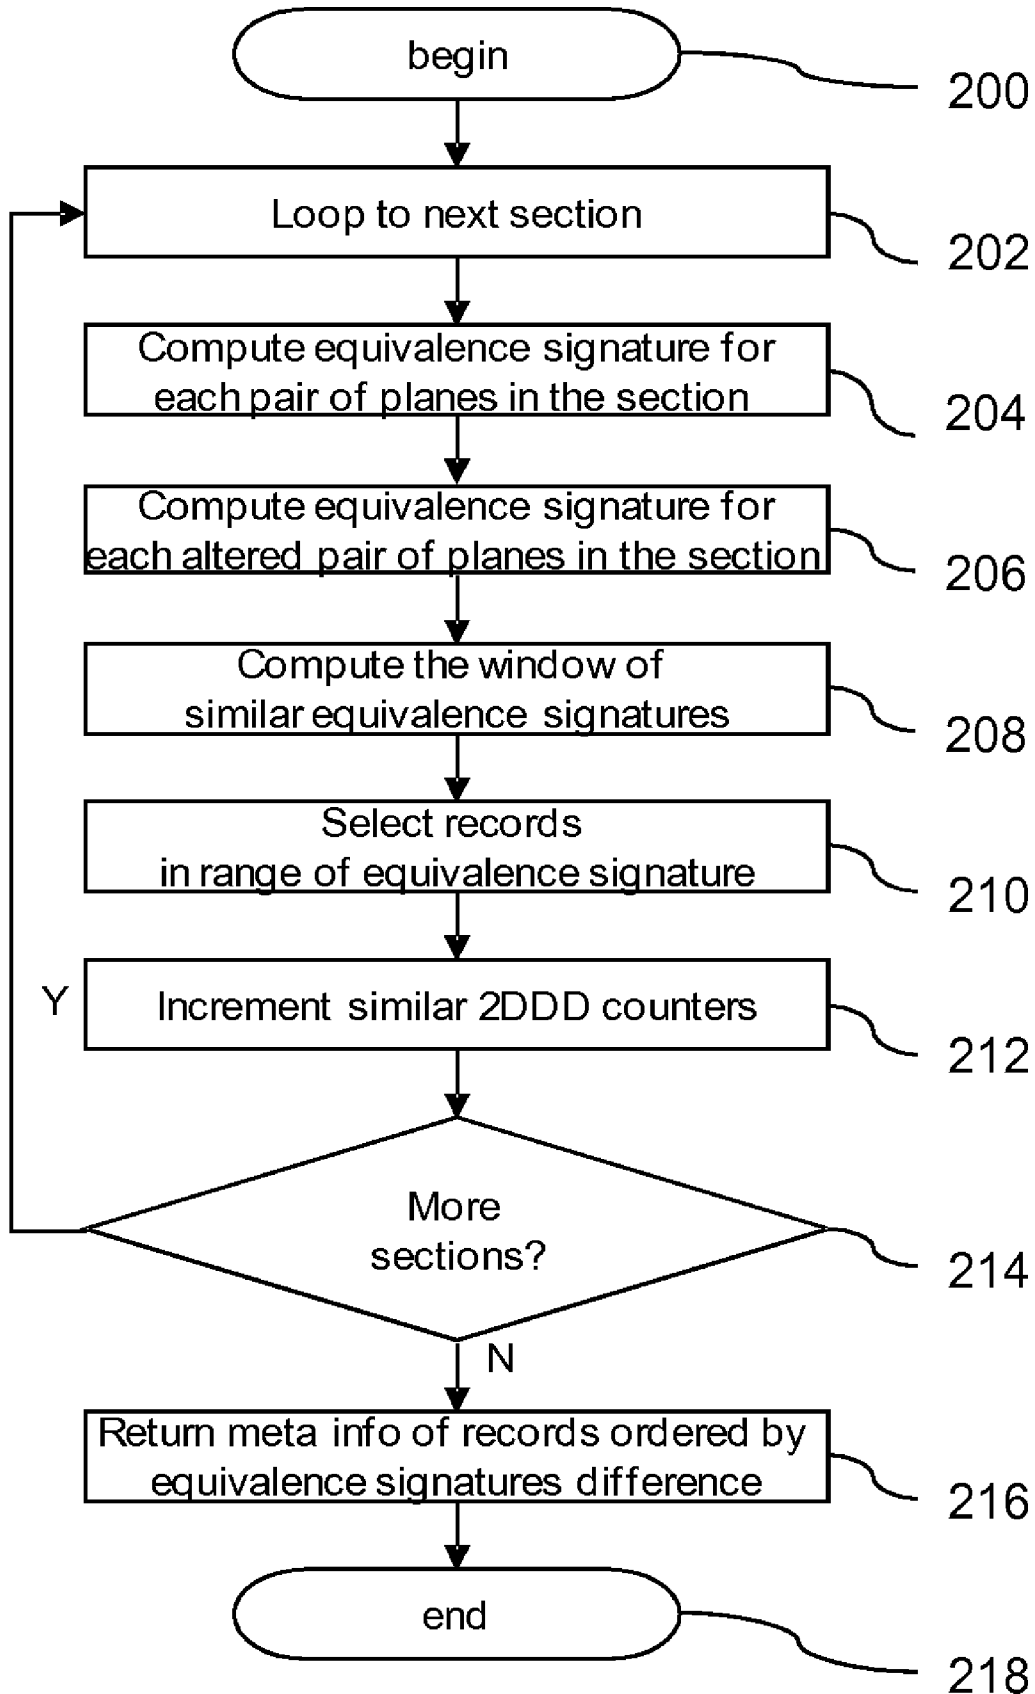 begin
200
Loop to next section
202
Compute equivalence signature for
each pair of planes in the section
204
Compute equivalence signature for
each altered pair of planes in the section
206
Compute the window of
similar equivalence signatures
208
Select records
in range of equivalence signature
210
Y
Increment similar 2DDD counters
212
More
sections?
214
N
Return meta info of records ordered by
equivalence signatures difference
216
end
218